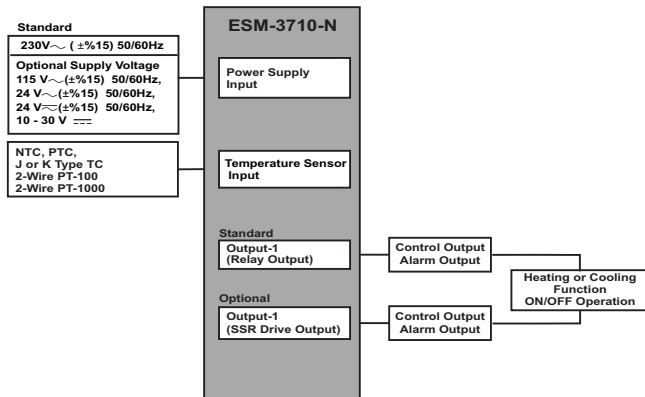 Standard
230V～ ( ±%15) 50/60Hz
Optional Supply Voltage
115 V～(±%15) 50/60Hz,
24 V～(±%15) 50/60Hz,
24 V⎓～(±%15) 50/60Hz,
10 - 30 V ⎓
NTC, PTC,
J or K Type TC
2-Wire PT-100
2-Wire PT-1000
ESM-3710-N
Power Supply
Input
Temperature Sensor
Input
Standard
Output-1
(Relay Output)
Optional
Output-1
(SSR Drive Output)
Control Output
Alarm Output
Control Output
Alarm Output
Heating or Cooling
Function
ON/OFF Operation